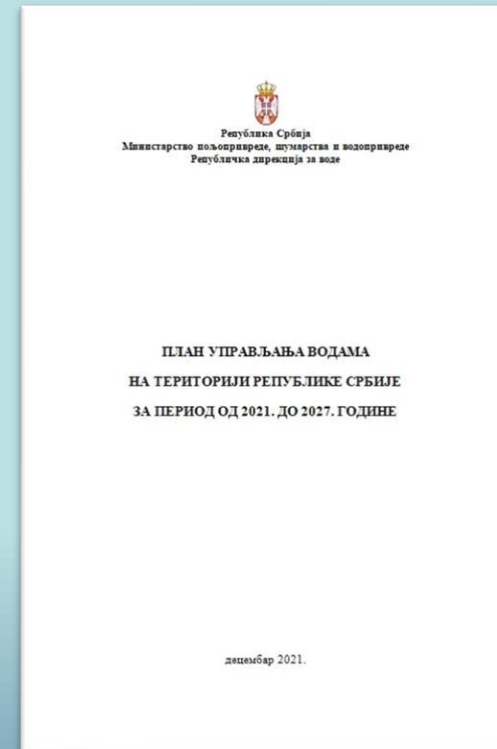 Република Србија
Министарство пољопривреде, шумарства и водопривреде
Републичка дирекција за воде
ПЛАН УПРАВЉАЊА ВОДАМА
НА ТЕРИТОРИЈИ РЕПУБЛИКЕ СРБИЈЕ
ЗА ПЕРИОД ОД 2021. ДО 2027. ГОДИНЕ
децембар 2021.